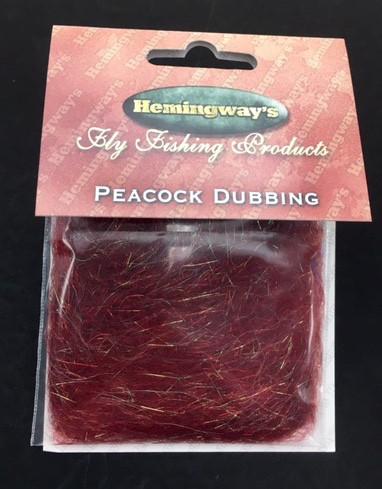 Hemingway's
Fly Fishing Products
PEACOCK DUBBING